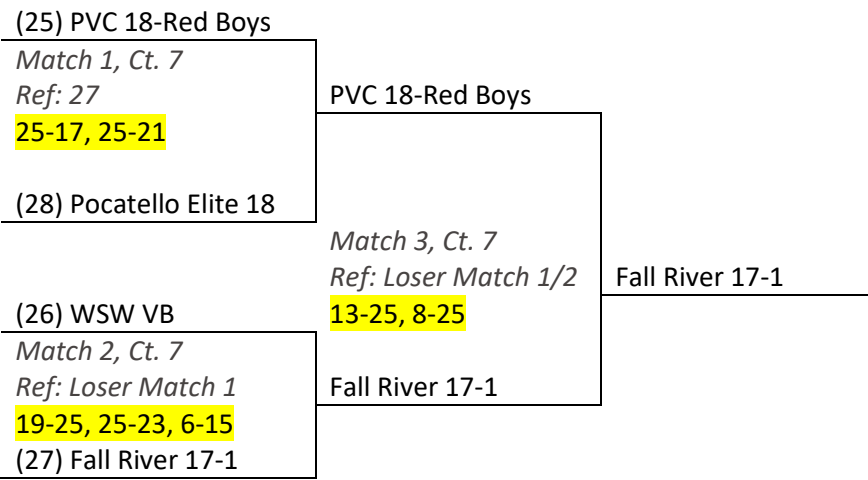 (25) PVC 18-Red Boys
Match 1, Ct. 7
Ref: 27
25-17, 25-21
(28) Pocatello Elite 18
PVC 18-Red Boys
(26) WSW VB
Match 2, Ct. 7
Ref: Loser Match 1
19-25, 25-23, 6-15
(27) Fall River 17-1
Fall River 17-1
Match 3, Ct. 7
Ref: Loser Match 1/2
13-25, 8-25
Fall River 17-1